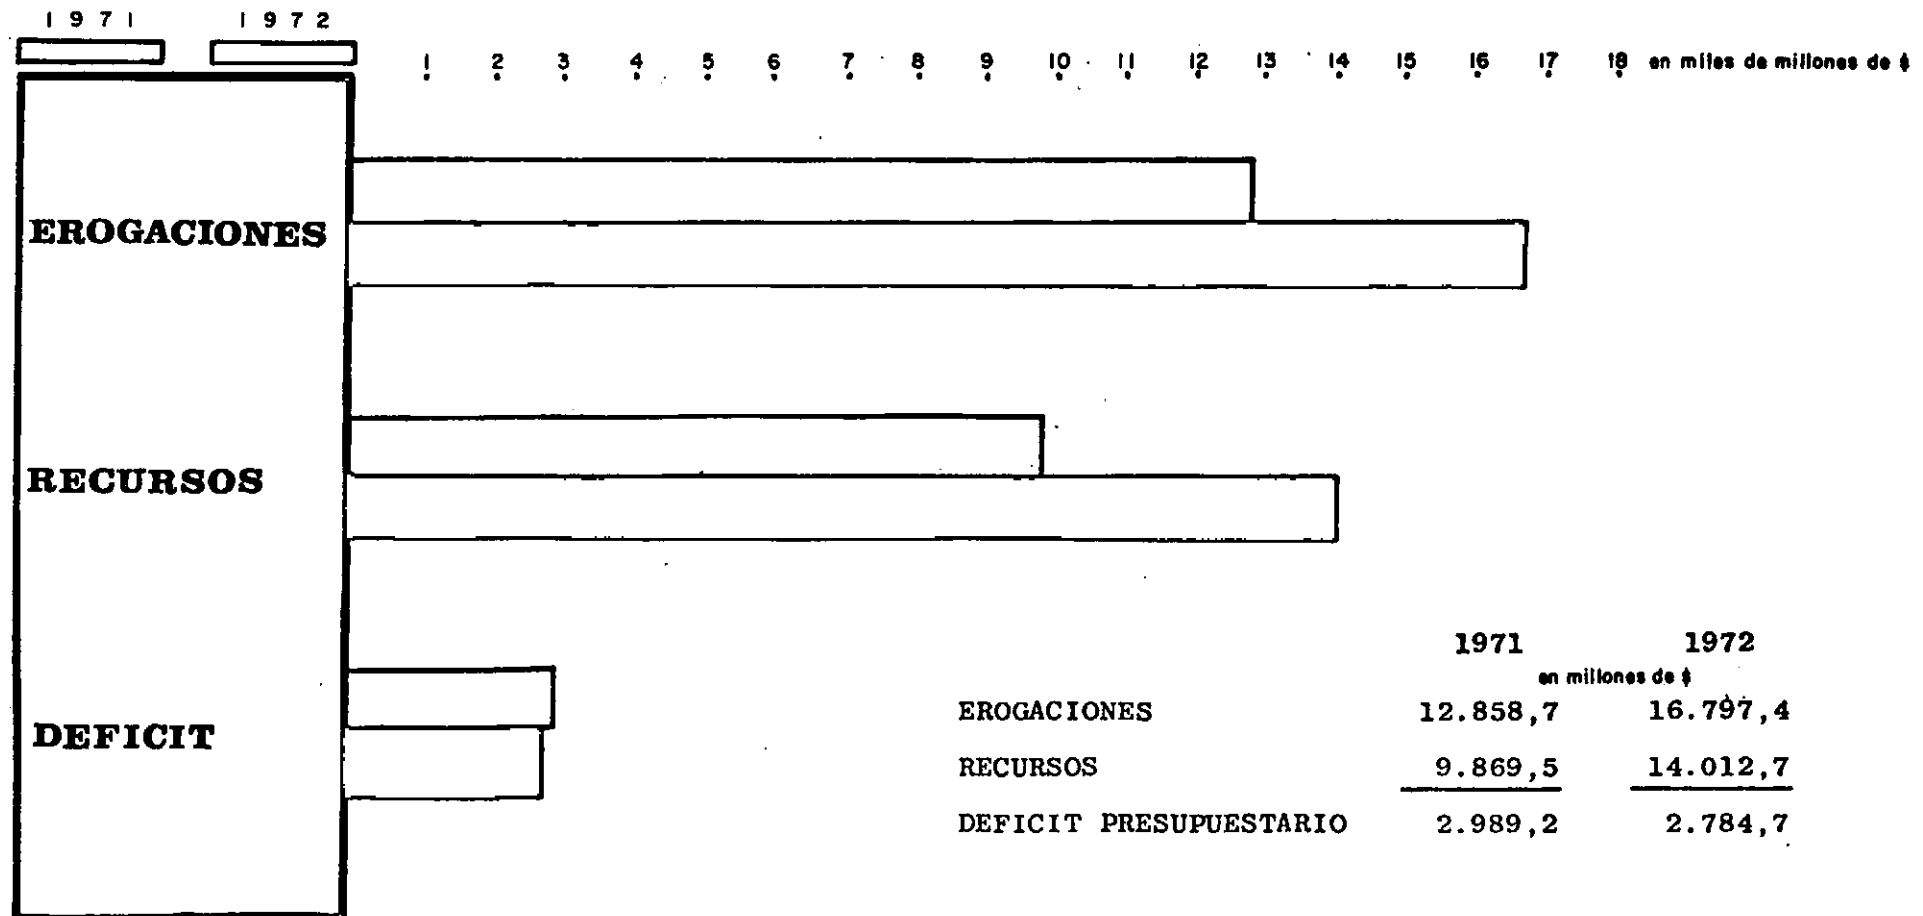 1971 1972
1 2 3 4 5 6 7 8 9 10 11 12 13 14 15 16 17 18 en miles de millones de $
EROGACIONES
RECURSOS
DEFICIT
1971 1972
en millones de $
EROGACIONES 12.858,7 16.797,4
RECURSOS 9.869,5 14.012,7
DEFICIT PRESUPUESTARIO 2.989,2 2.784,7